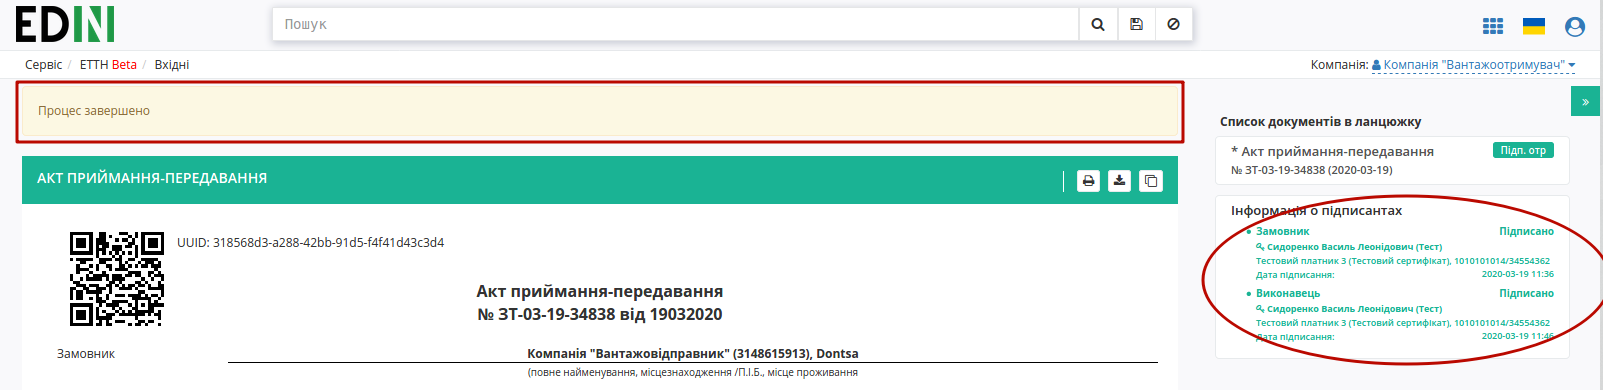 EDIN
Пошук
Сервіс / ЕТТН Beta / Вхідні
Компанія: Компанія "Вантажоотримувач"
Процес завершено
»
Список документів в ланцюжку
* Акт приймання-передавання Підп. отр
№ ЗТ-03-19-34838 (2020-03-19)
АКТ ПРИЙМАННЯ-ПЕРЕДАВАННЯ
Інформація о підписантах
Замовник Підписано
Сидоренко Василь Леонідович (Тест)
Тестовий платник 3 (Тестовий сертифікат), 1010101014/34554362
Дата підписання: 2020-03-19 11:36
Виконавець Підписано
Сидоренко Василь Леонідович (Тест)
Тестовий платник 3 (Тестовий сертифікат), 1010101014/34554362
Дата підписання: 2020-03-19 11:46
UUID: 318568d3-a288-42bb-91d5-f4f41d43c3d4
Акт приймання-передавання
№ ЗТ-03-19-34838 від 19032020
Замовник Компанія "Вантажовідправник" (3148615913), Dontsa
(повне найменування, місцезнаходження /П.І.Б., місце проживання